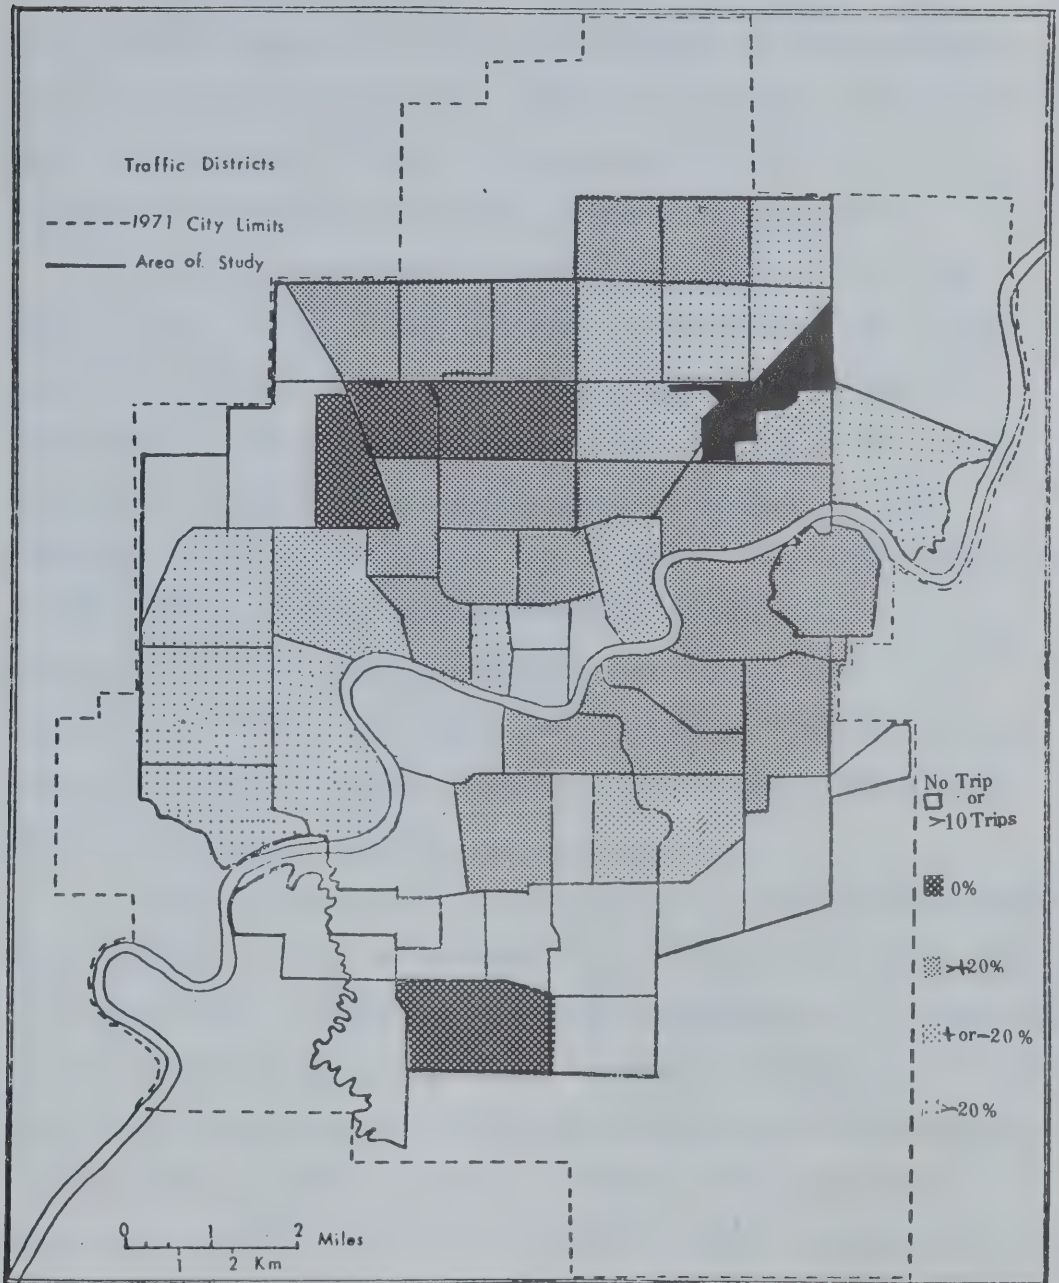 Traffic Districts
1971 City Limits
Area of. Study
No Trip
or
>10 Trips
0%
>+20%
+ or -20%
>-20%
0 1 2 Miles
1 2 Km